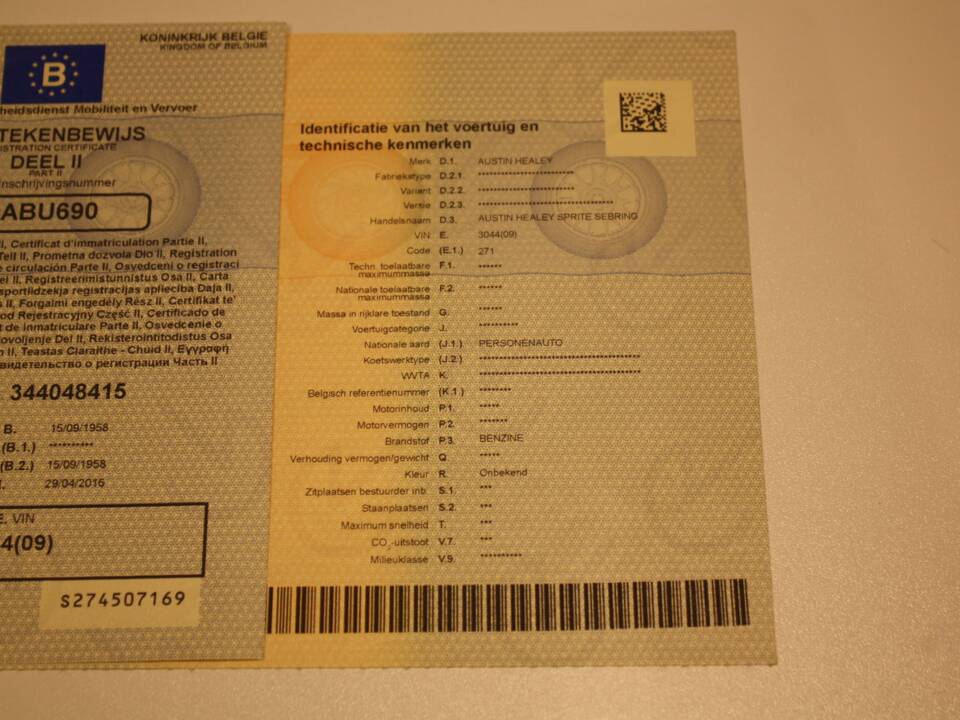 KONINKRIJK BELGIE
KINGDOM OF BELGIUM
B
heidsdienst Mobiliteit en Vervoer
TEKENBEWIJS
ISTRATION CERTIFICATE
DEEL II
PART II
nschrijvingsnummer
ABU690
I, Certificat d'immatriculation Partie II,
Teil II, Prometna dozvola Dio II, Registration
e circulación Parte II, Osvedceni o registraci
el II, Registreerimistunnistus Osa II, Carta
sportlidzekja registracijas aplieciba Daja II,
s II, Forgalmi engedély Rész II, Certifikat te'
od Rejestracyjny Część II, Certificado de
t de Inmatriculare Partea II, Osvedcenie o
ovoljenje Del II, Rekisterointitodistus Osa
n II, Teastas Claraithe - Chuid II, Εγγραφή
видетельство о регистрации Часть II
344048415
B. 15/09/1958
(B.1.) **********
(B.2.) 15/09/1958
I. 29/04/2016
E. VIN
4(09)
S274507169
Identificatie van het voertuig en
technische kenmerken
Merk D.1. AUSTIN HEALEY
Fabriekstype D.2.1. *************************
Variant D.2.2. *************************
Versie D.2.3. ***********************************
Handelsnaam D.3. AUSTIN HEALEY SPRITE SEBRING
VIN E. 3044(09)
Code (E.1.) 271
Techn. toelaatbare F.1. ******
maximummassa
Nationale toelaatbare F.2. ******
maximummassa
Massa in rijklare toestand G. ******
Voertuigcategorie J. **********
Nationale aard (J.1.) PERSONENAUTO
Koetswerktype (J.2.) ****************************************
WVTA K. ****************************************
Belgisch referentienummer (K.1.) ********
Motorinhoud P.1. *****
Motorvermogen P.2. *******
Brandstof P.3. BENZINE
Verhouding vermogen/gewicht Q. *****
Kleur R. Onbekend
Zitplaatsen bestuurder inb. S.1. ***
Staanplaatsen S.2. ***
Maximum snelheid T. ***
CO₂-uitstoot V.7. ***
Milieuklasse V.9. **********